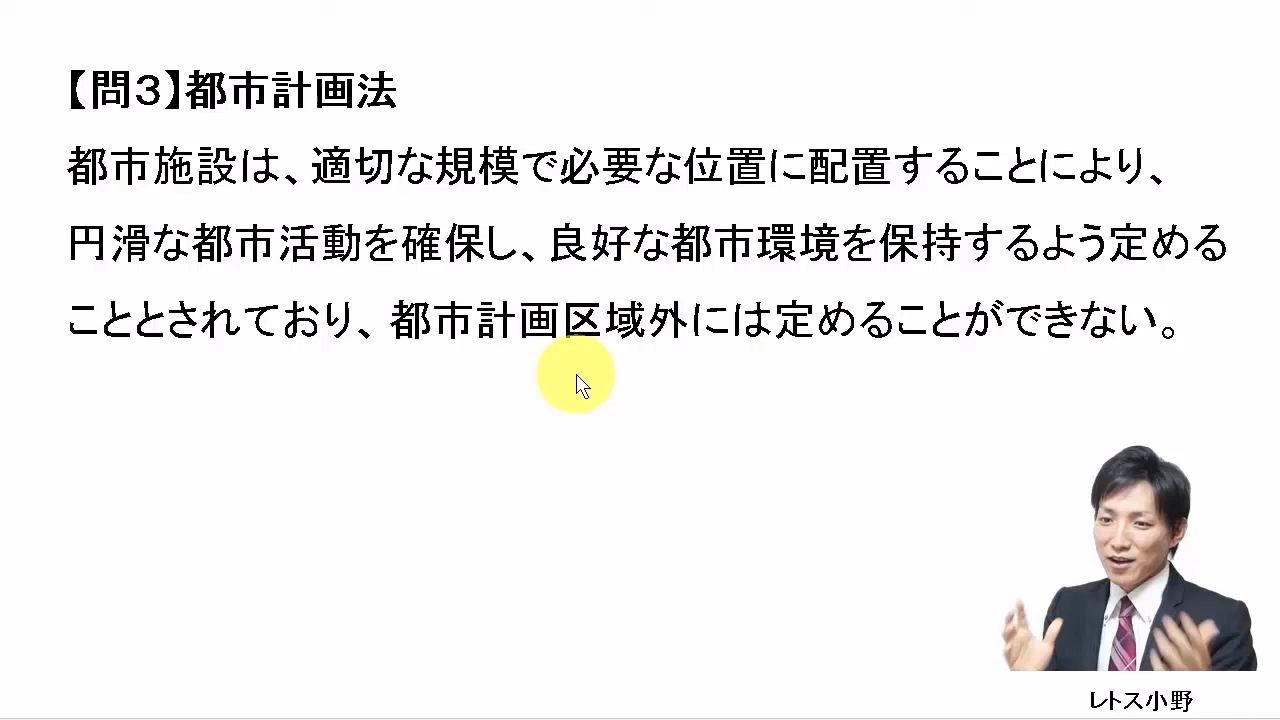 【問３】都市計画法
都市施設は、適切な規模で必要な位置に配置することにより、
円滑な都市活動を確保し、良好な都市環境を保持するよう定める
こととされており、都市計画区域外には定めることができない。
レトス小野